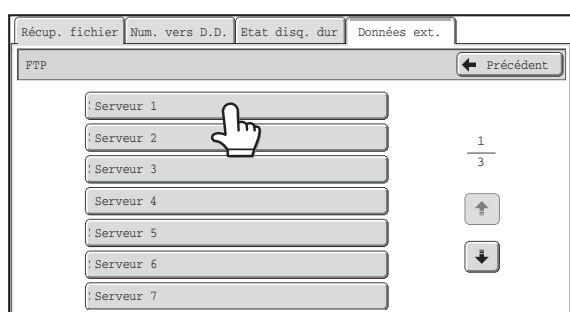 Récup. fichier Num. vers D.D. Etat disq. dur Données ext.
FTP Précédent
Serveur 1
Serveur 2
1
Serveur 3
3
Serveur 4
Serveur 5
Serveur 6
Serveur 7